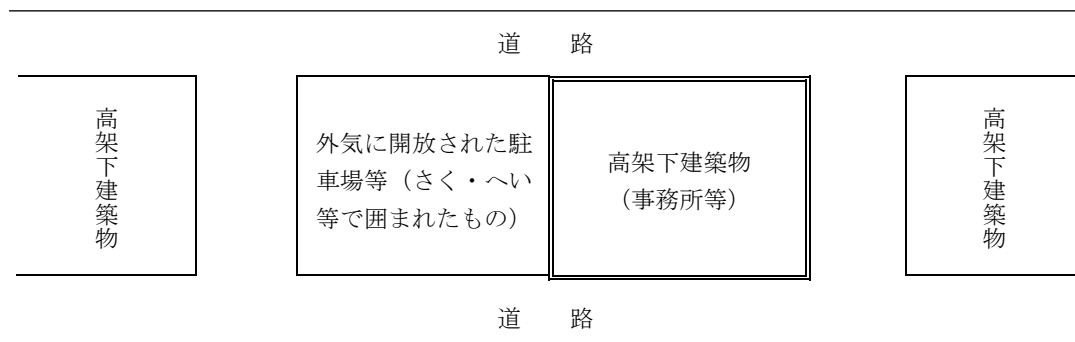 道　路
高架下建築物
外気に開放された駐
車場等（さく・へい
等で囲まれたもの）
高架下建築物
（事務所等）
高架下建築物
道　路